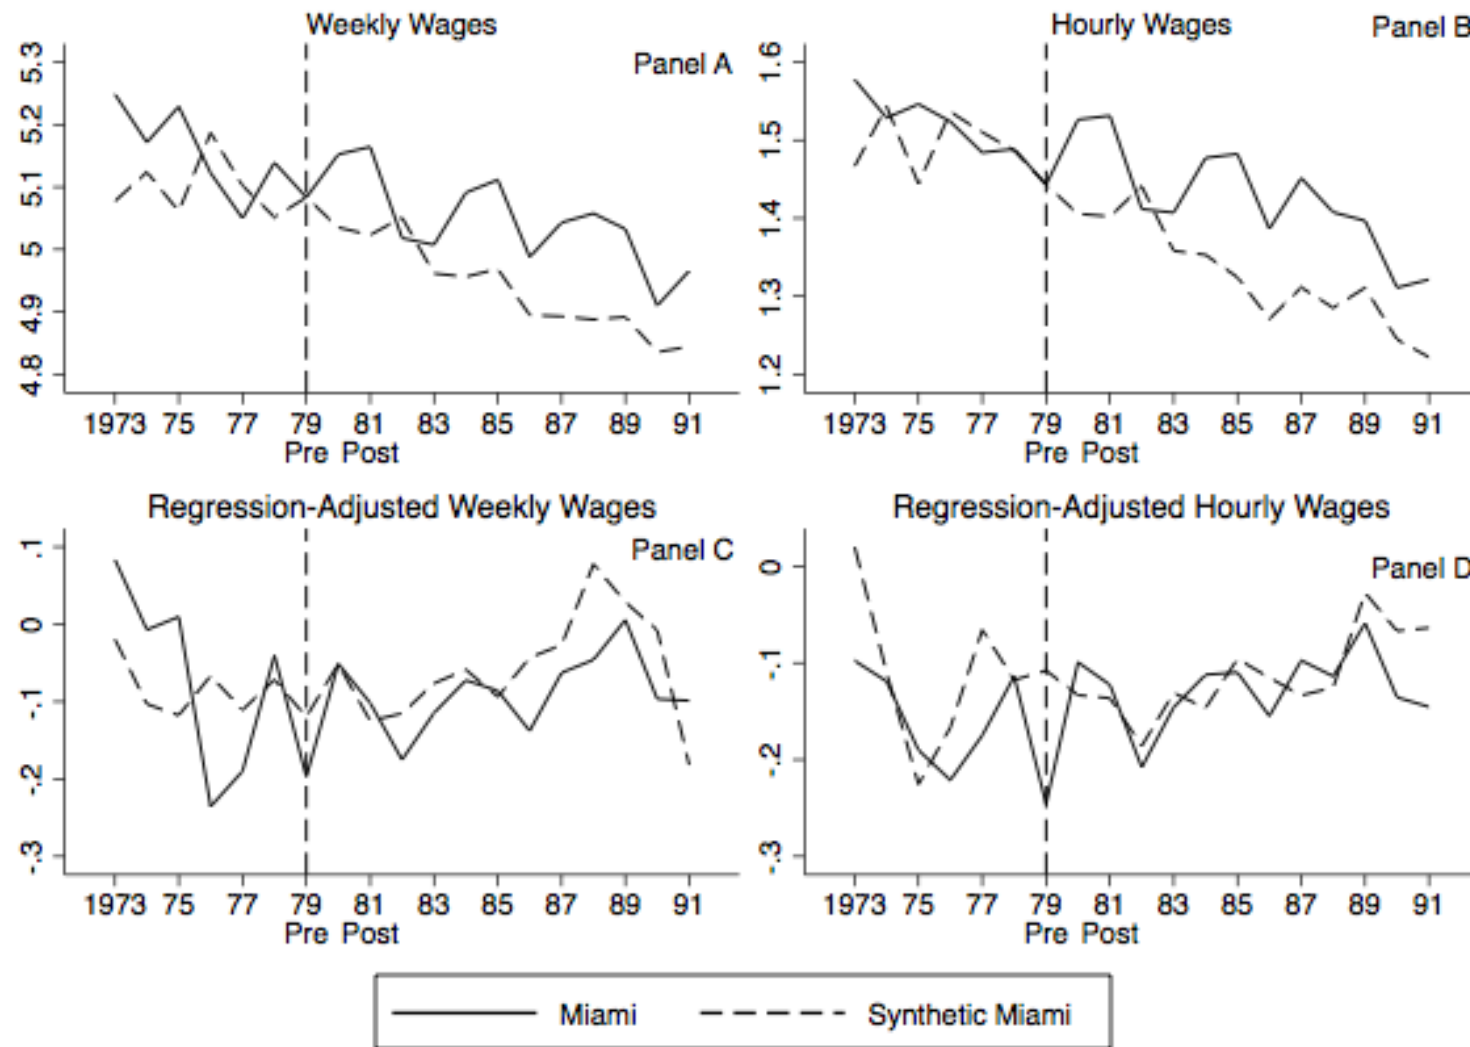 Weekly Wages
Panel A
5.3
5.2
5.1
5
4.9
4.8
1973 75 77 79 81 83 85 87 89 91
Pre Post
Hourly Wages
Panel B
1.6
1.5
1.4
1.3
1.2
1973 75 77 79 81 83 85 87 89 91
Pre Post
Regression-Adjusted Weekly Wages
Panel C
.1
0
-.1
-.2
-.3
1973 75 77 79 81 83 85 87 89 91
Pre Post
Regression-Adjusted Hourly Wages
Panel D
0
-.1
-.2
-.3
1973 75 77 79 81 83 85 87 89 91
Pre Post
Miami
Synthetic Miami